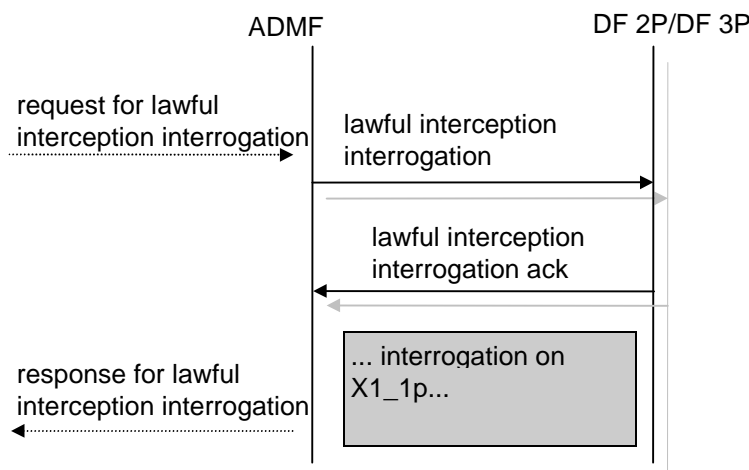 ADMF
DF 2P/DF 3P
request for lawful
interception interrogation
lawful interception
interrogation
lawful interception
interrogation ack
... interrogation on
X1_1p...
response for lawful
interception interrogation